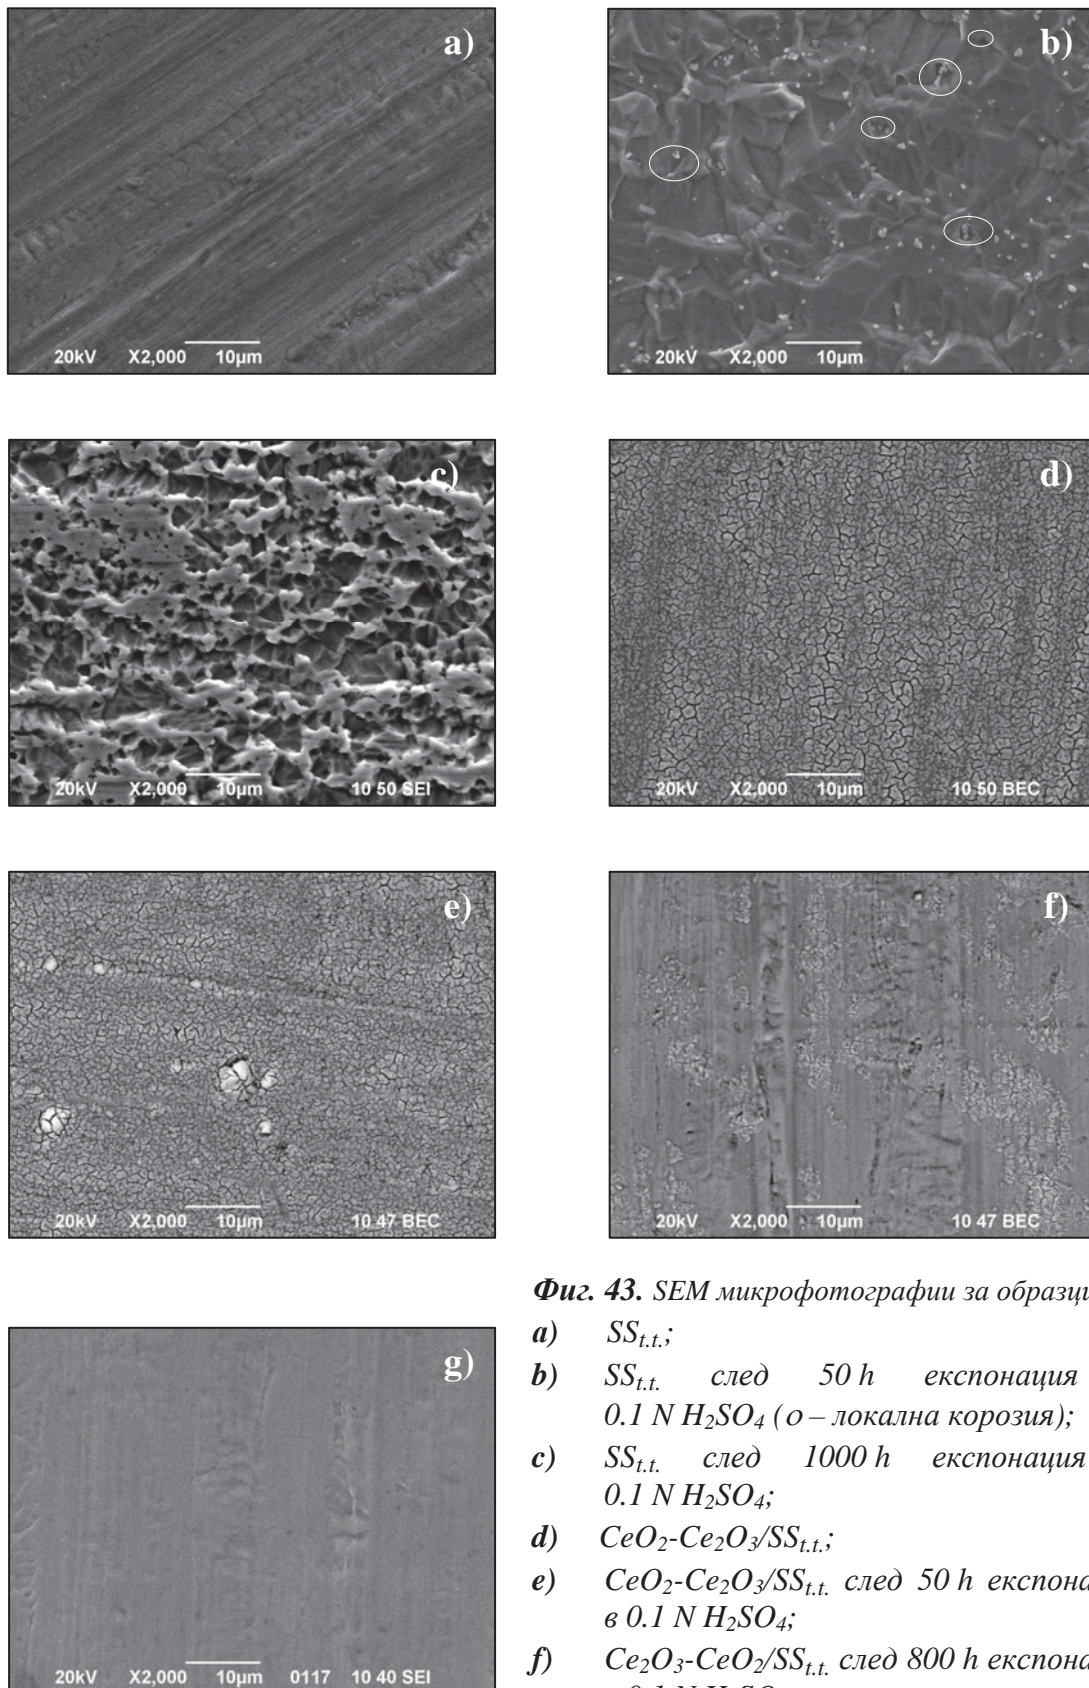 a)
20kV X2,000 10µm
b)
20kV X2,000 10µm
c)
20kV X2,000 10µm 10 50 SEI
d)
20kV X2,000 10µm 10 50 BEC
e)
20kV X2,000 10µm 10 47 BEC
f)
20kV X2,000 10µm 10 47 BEC
g)
20kV X2,000 10µm 0117 10 40 SEI
Фиг. 43. SEM микрофотографии за образци
a) SSt.t.;
b) SSt.t. след 50 h експонация
0.1 N H2SO4 (о – локална корозия);
c) SSt.t. след 1000 h експонация
0.1 N H2SO4;
d) CeO2-Ce2O3/SSt.t.;
e) CeO2-Ce2O3/SSt.t. след 50 h експона
в 0.1 N H2SO4;
f) Ce2O3-CeO2/SSt.t. след 800 h експона